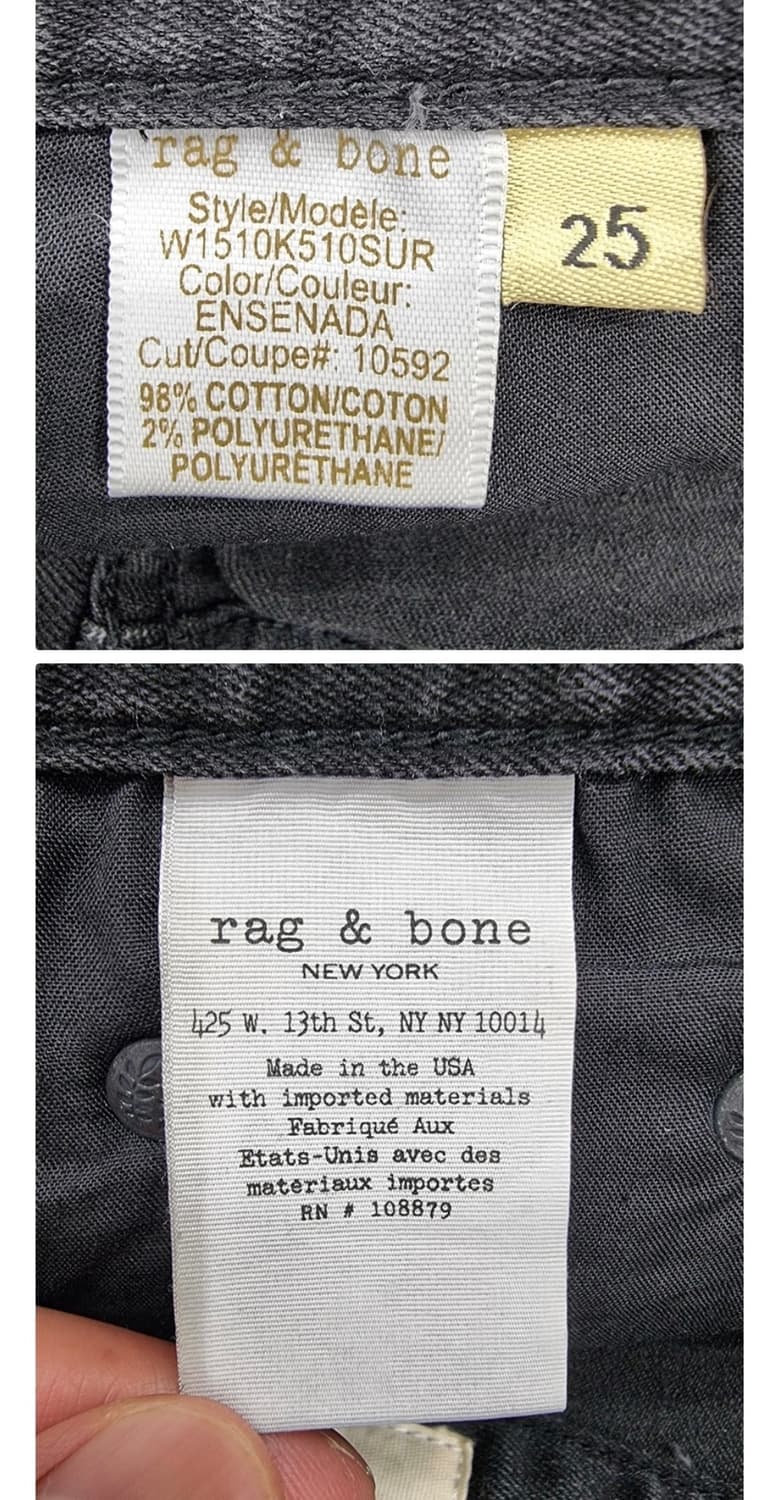 rag & bone
Style/Modèle:
W1510K510SUR
Color/Couleur:
ENSENADA
Cut/Coupe#: 10592
98% COTTON/COTON
2% POLYURETHANE/
POLYURÉTHANE
25
rag & bone
NEW YORK
425 W. 13th St, NY NY 10014
Made in the USA
with imported materials
Fabriqué Aux
Etats-Unis avec des
materiaux importes
RN # 108879